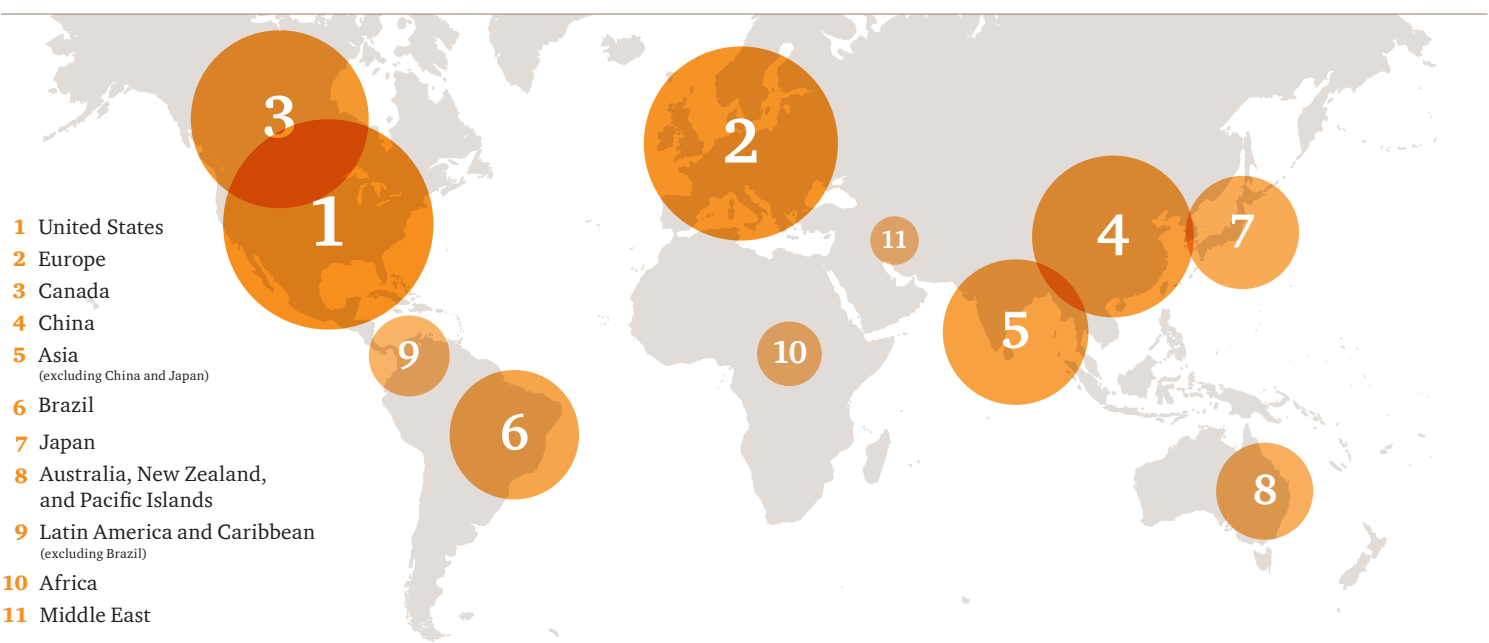 1 United States
2 Europe
3 Canada
4 China
5 Asia
(excluding China and Japan)
6 Brazil
7 Japan
8 Australia, New Zealand,
and Pacific Islands
9 Latin America and Caribbean
(excluding Brazil)
10 Africa
11 Middle East
3
2
1
11
4
7
5
9
10
6
8